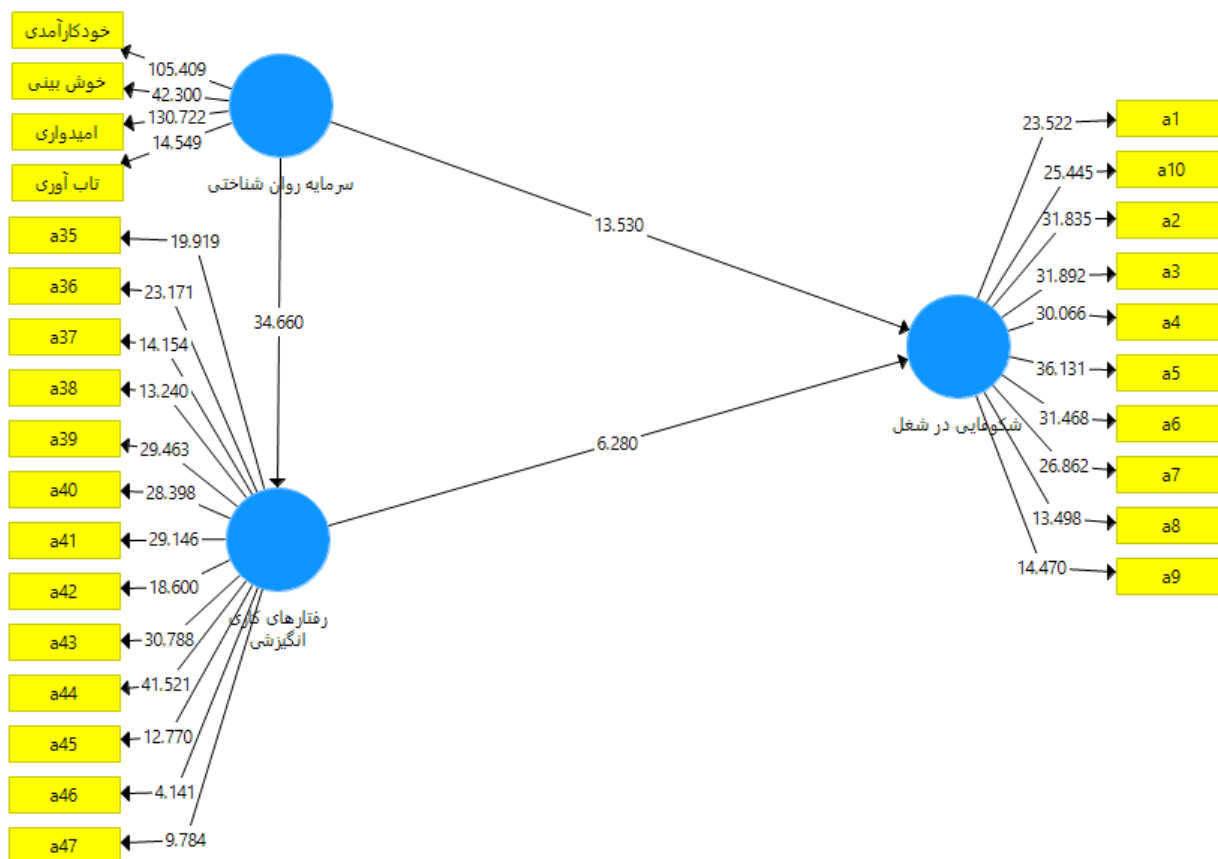 خودکارآمدی
خوش بینی
امیدواری
تاب آوری
105.409
42.300
130.722
14.549
سرمایه روان شناختی
a35
a36
a37
a38
a39
a40
a41
a42
a43
a44
a45
a46
a47
19.919
23.171
14.154
13.240
29.463
28.398
29.146
18.600
30.788
41.521
12.770
4.141
9.784
رفتارهای کاری
انگیزشی
34.660
13.530
6.280
شکوفایی در شغل
23.522
25.445
31.835
31.892
30.066
36.131
31.468
26.862
13.498
14.470
a1
a10
a2
a3
a4
a5
a6
a7
a8
a9